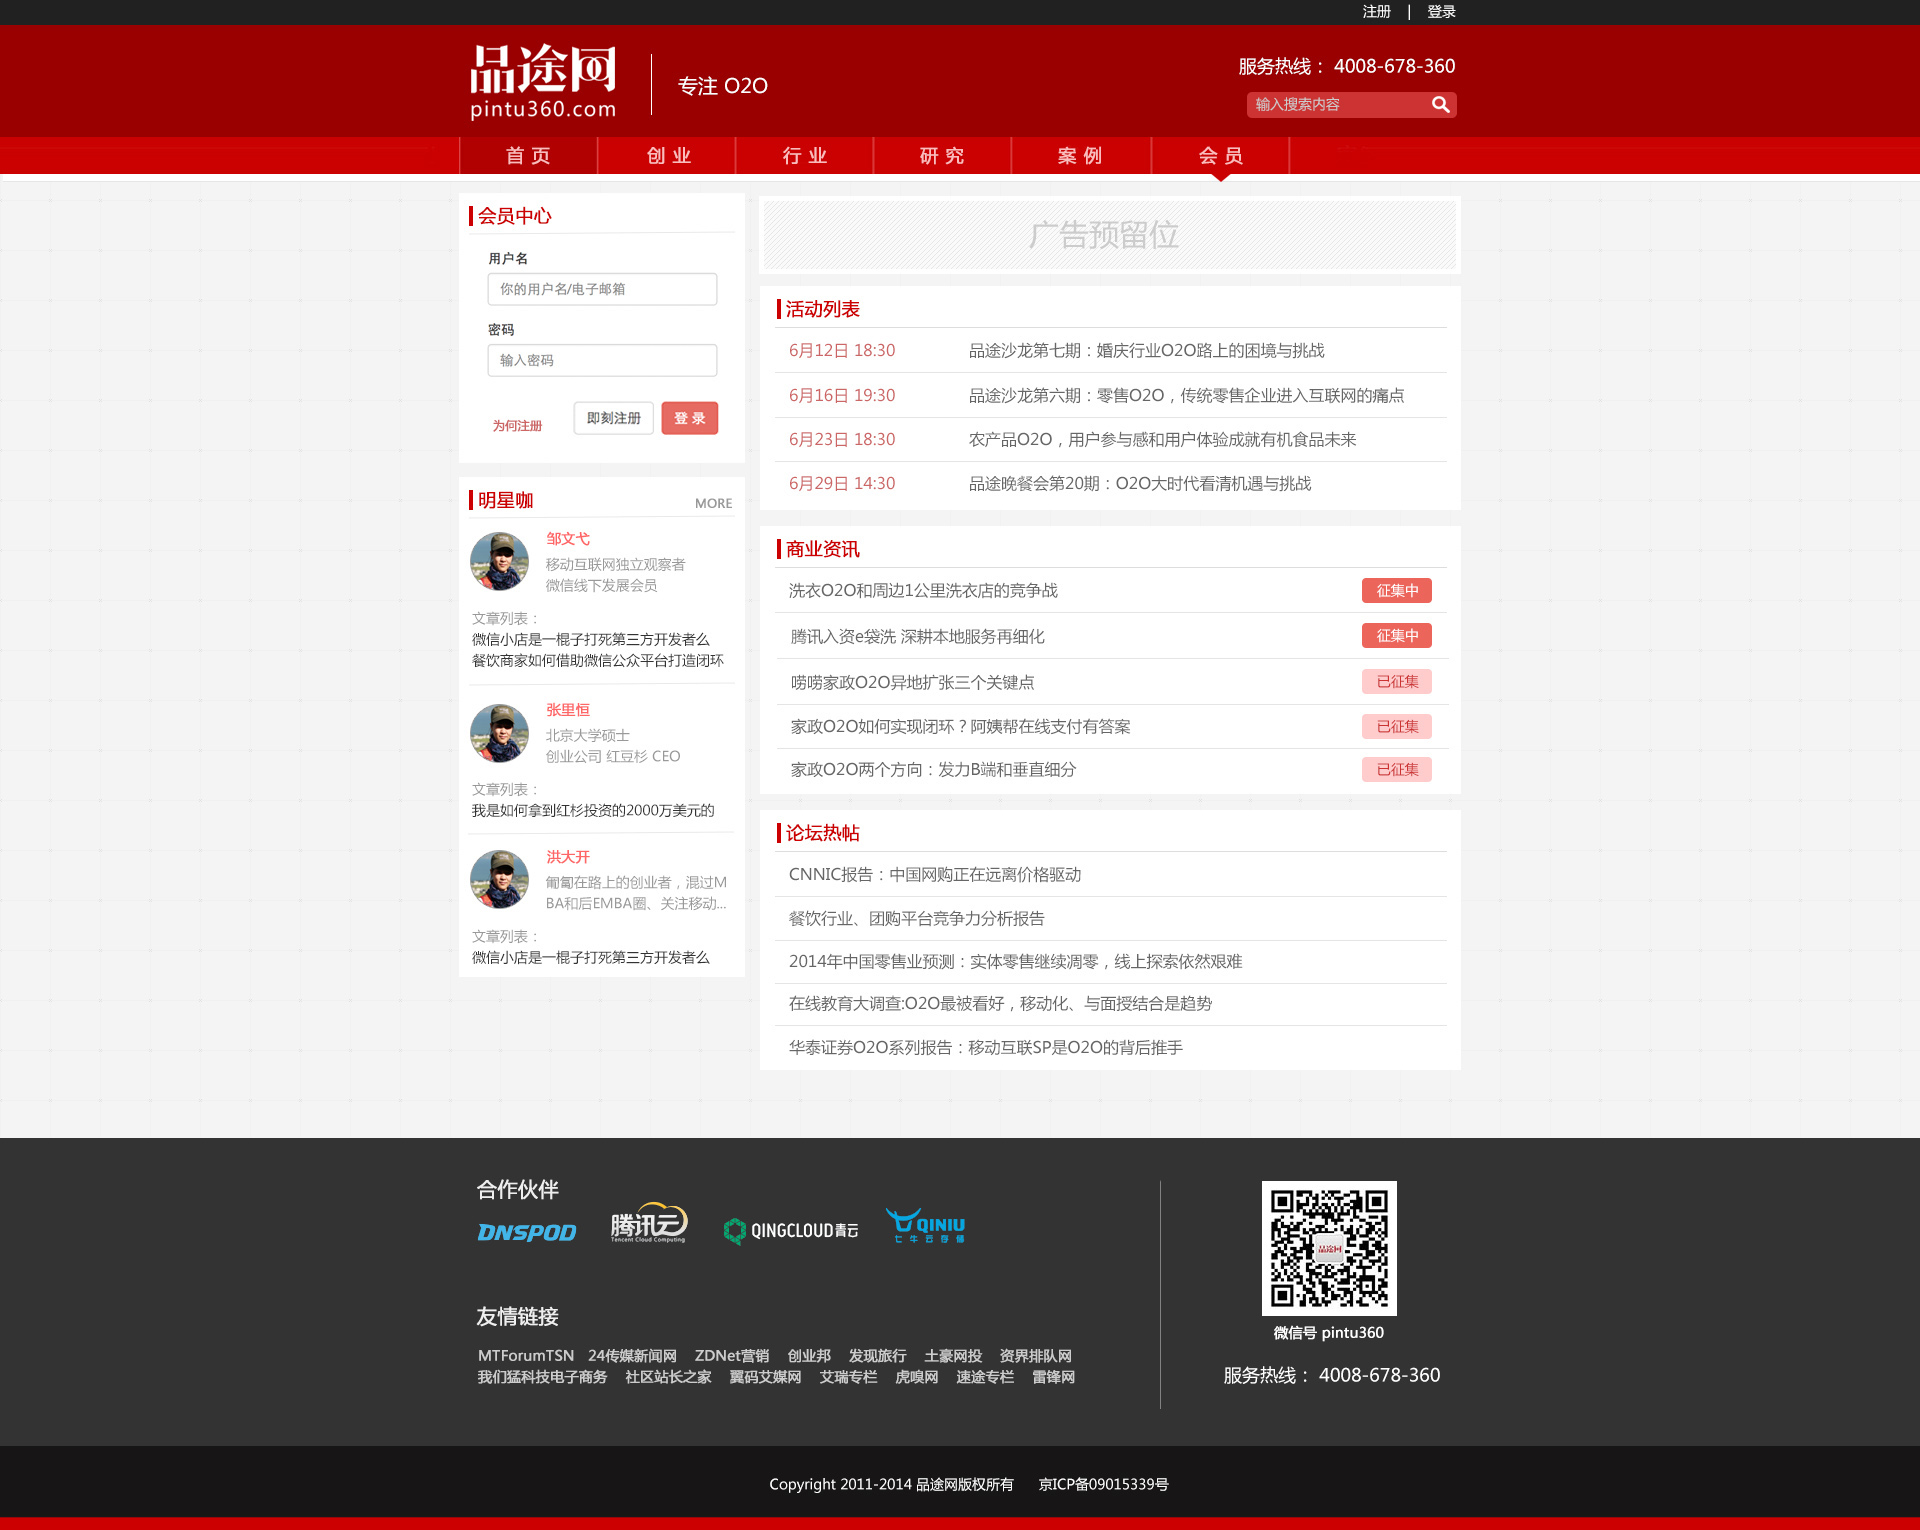 注册 | 登录
品途网
pintu360.com
专注 O2O
服务热线： 4008-678-360
输入搜索内容
首 页 创 业 行 业 研 究 案 例 会 员
会员中心
用户名
你的用户名/电子邮箱
密码
输入密码
为何注册 即刻注册 登 录
明星咖 MORE
邹文弋
移动互联网独立观察者
微信线下发展会员
文章列表：
微信小店是一棍子打死第三方开发者么
餐饮商家如何借助微信公众平台打造闭环
张里恒
北京大学硕士
创业公司 红豆杉 CEO
文章列表：
我是如何拿到红杉投资的2000万美元的
洪大开
匍匐在路上的创业者，混过M
BA和后EMBA圈、关注移动...
文章列表：
微信小店是一棍子打死第三方开发者么
广告预留位
活动列表
6月12日 18:30 品途沙龙第七期：婚庆行业O2O路上的困境与挑战
6月16日 19:30 品途沙龙第六期：零售O2O，传统零售企业进入互联网的痛点
6月23日 18:30 农产品O2O，用户参与感和用户体验成就有机食品未来
6月29日 14:30 品途晚餐会第20期：O2O大时代看清机遇与挑战
商业资讯
洗衣O2O和周边1公里洗衣店的竞争战 征集中
腾讯入资e袋洗 深耕本地服务再细化 征集中
唠唠家政O2O异地扩张三个关键点 已征集
家政O2O如何实现闭环？阿姨帮在线支付有答案 已征集
家政O2O两个方向：发力B端和垂直细分 已征集
论坛热帖
CNNIC报告：中国网购正在远离价格驱动
餐饮行业、团购平台竞争力分析报告
2014年中国零售业预测：实体零售继续凋零，线上探索依然艰难
在线教育大调查:O2O最被看好，移动化、与面授结合是趋势
华泰证券O2O系列报告：移动互联SP是O2O的背后推手
合作伙伴
DNSPOD
腾讯云
Tencent Cloud Computing
QINGCLOUD青云
QINIU
七牛云存储
友情链接
MTForumTSN 24传媒新闻网 ZDNet营销 创业邦 发现旅行 土豪网投 资界排队网
我们猛科技电子商务 社区站长之家 翼码艾媒网 艾瑞专栏 虎嗅网 速途专栏 雷锋网
品途网
微信号 pintu360
服务热线： 4008-678-360
Copyright 2011-2014 品途网版权所有 京ICP备09015339号